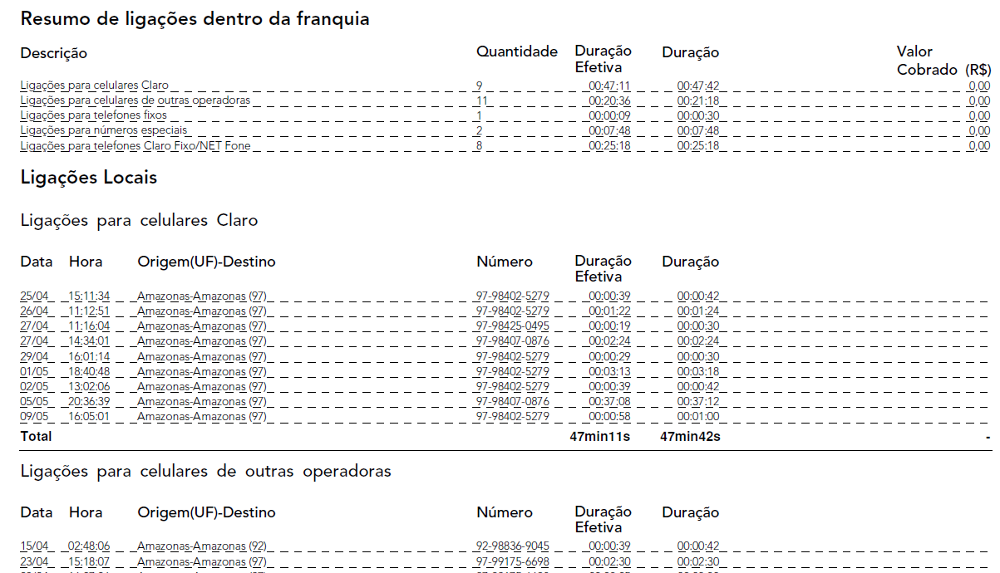 Resumo de ligações dentro da franquia
Descrição Quantidade Duração Efetiva Duração Valor Cobrado (R$)
Ligações para celulares Claro 9 00:47:11 00:47:42 0,00
Ligações para celulares de outras operadoras 11 00:20:36 00:21:18 0,00
Ligações para telefones fixos 1 00:00:09 00:00:30 0,00
Ligações para números especiais 2 00:07:48 00:07:48 0,00
Ligações para telefones Claro Fixo/NET Fone 8 00:25:18 00:25:18 0,00
Ligações Locais
Ligações para celulares Claro
Data Hora Origem(UF)-Destino Número Duração Efetiva Duração
25/04 15:11:34 Amazonas-Amazonas (97) 97-98402-5279 00:00:39 00:00:42
26/04 11:12:51 Amazonas-Amazonas (97) 97-98402-5279 00:01:22 00:01:24
27/04 11:16:04 Amazonas-Amazonas (97) 97-98425-0495 00:00:19 00:00:30
27/04 14:34:01 Amazonas-Amazonas (97) 97-98407-0876 00:02:24 00:02:24
29/04 16:01:14 Amazonas-Amazonas (97) 97-98402-5279 00:00:29 00:00:30
01/05 18:40:48 Amazonas-Amazonas (97) 97-98402-5279 00:03:13 00:03:18
02/05 13:02:06 Amazonas-Amazonas (97) 97-98402-5279 00:00:39 00:00:42
05/05 20:36:39 Amazonas-Amazonas (97) 97-98407-0876 00:37:08 00:37:12
09/05 16:05:01 Amazonas-Amazonas (97) 97-98402-5279 00:00:58 00:01:00
Total 47min11s 47min42s -
Ligações para celulares de outras operadoras
Data Hora Origem(UF)-Destino Número Duração Efetiva Duração
15/04 02:48:06 Amazonas-Amazonas (92) 92-98836-9045 00:00:39 00:00:42
23/04 15:18:07 Amazonas-Amazonas (97) 97-99175-6698 00:02:30 00:02:30